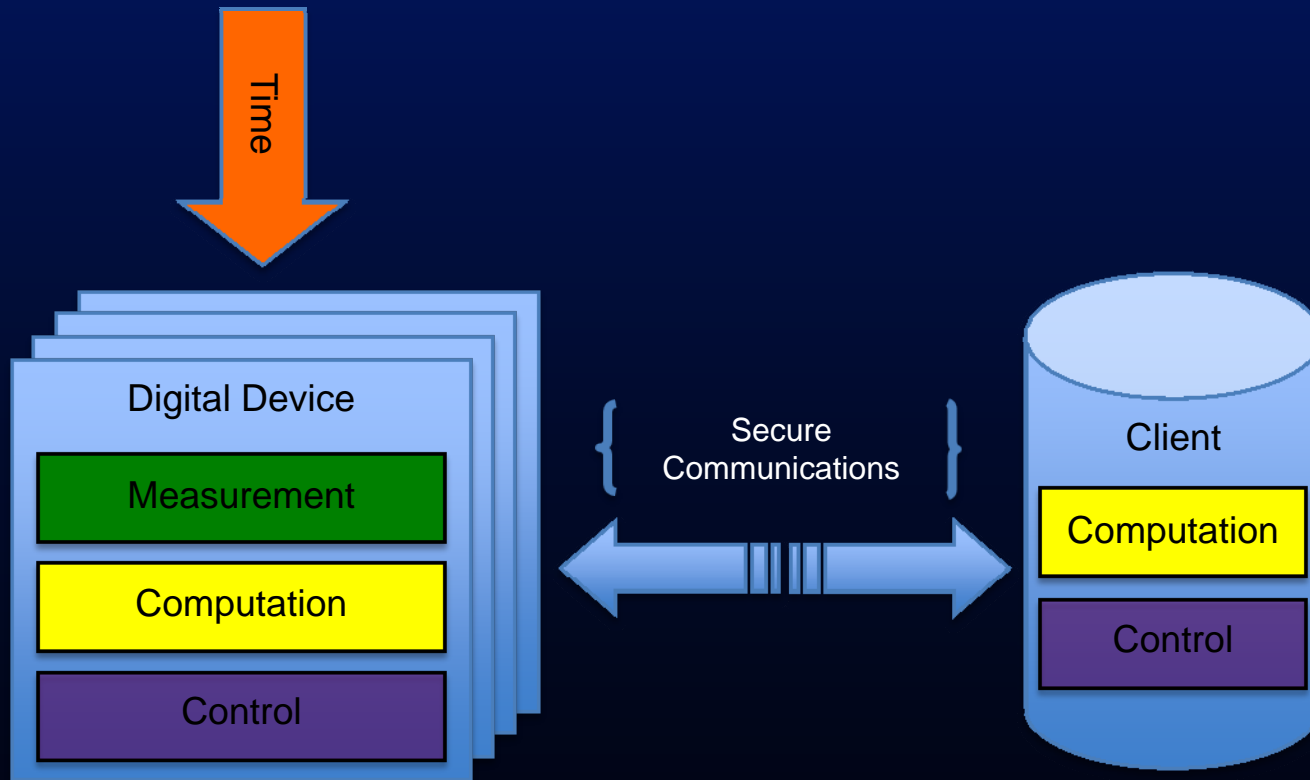 Time
Digital Device
Measurement
Computation
Control
Secure
Communications
Client
Computation
Control